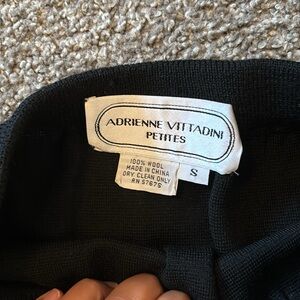 ADRIENNE VITTADINI
PETITES
100% WOOL
MADE IN CHINA
DRY CLEAN ONLY
RN 57675
S